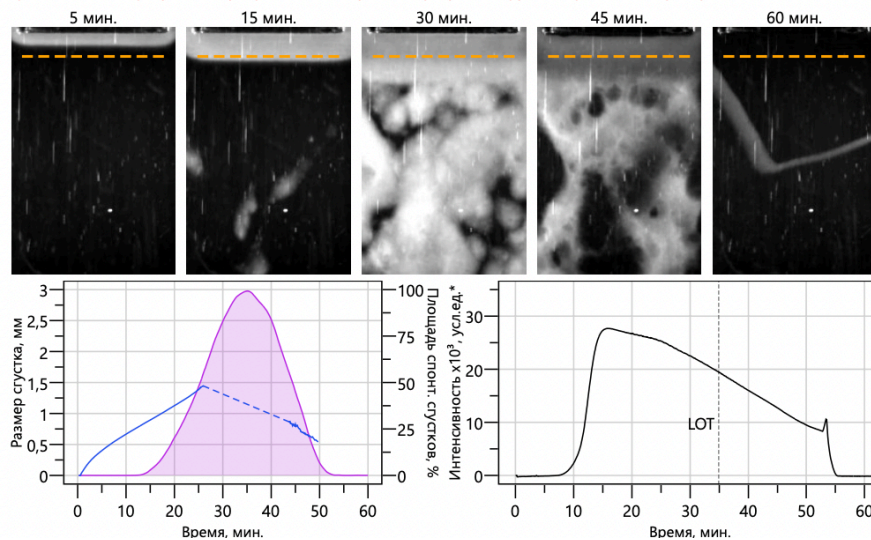 5 мин.
15 мин.
30 мин.
45 мин.
60 мин.
Размер сгустка, мм
3
2,5
2
1,5
1
0,5
0
100
75
50
25
0
Площадь спонт. сгустков, %
0 10 20 30 40 50 60
Время, мин.
Интенсивность x10³, усл.ед.*
30
20
10
0
LOT
0 10 20 30 40 50 60
Время, мин.